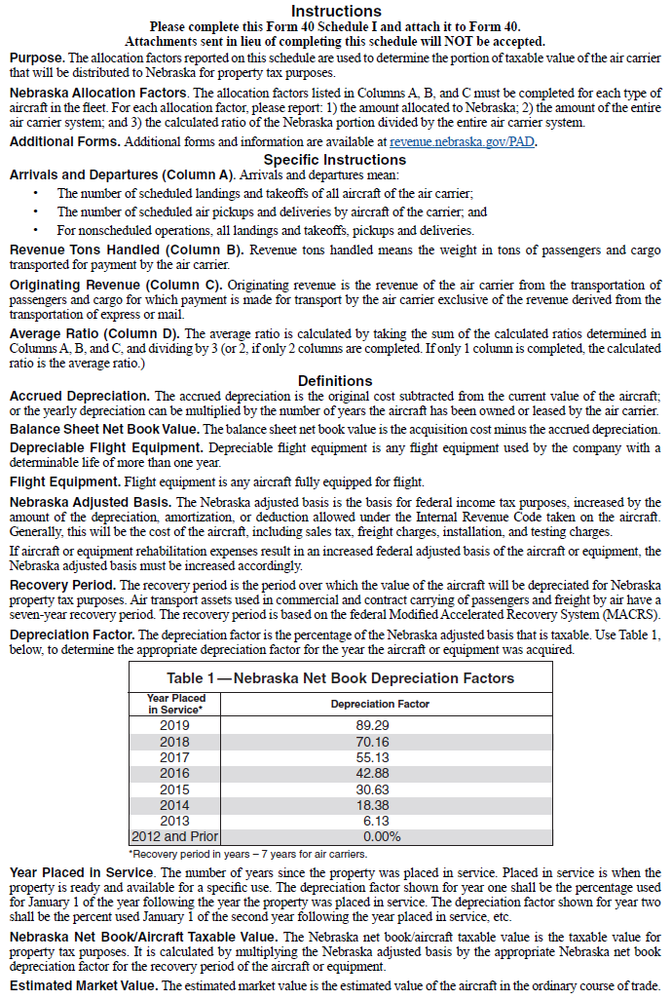 Instructions
Please complete this Form 40 Schedule I and attach it to Form 40.
Attachments sent in lieu of completing this schedule will NOT be accepted.
Purpose. The allocation factors reported on this schedule are used to determine the portion of taxable value of the air carrier
that will be distributed to Nebraska for property tax purposes.
Nebraska Allocation Factors. The allocation factors listed in Columns A, B, and C must be completed for each type of
aircraft in the fleet. For each allocation factor, please report: 1) the amount allocated to Nebraska; 2) the amount of the entire
air carrier system; and 3) the calculated ratio of the Nebraska portion divided by the entire air carrier system.
Additional Forms. Additional forms and information are available at revenue.nebraska.gov/PAD.
Specific Instructions
Arrivals and Departures (Column A). Arrivals and departures mean:
• The number of scheduled landings and takeoffs of all aircraft of the air carrier;
• The number of scheduled air pickups and deliveries by aircraft of the carrier; and
• For nonscheduled operations, all landings and takeoffs, pickups and deliveries.
Revenue Tons Handled (Column B). Revenue tons handled means the weight in tons of passengers and cargo
transported for payment by the air carrier.
Originating Revenue (Column C). Originating revenue is the revenue of the air carrier from the transportation of
passengers and cargo for which payment is made for transport by the air carrier exclusive of the revenue derived from the
transportation of express or mail.
Average Ratio (Column D). The average ratio is calculated by taking the sum of the calculated ratios determined in
Columns A, B, and C, and dividing by 3 (or 2, if only 2 columns are completed. If only 1 column is completed, the calculated
ratio is the average ratio.)
Definitions
Accrued Depreciation. The accrued depreciation is the original cost subtracted from the current value of the aircraft;
or the yearly depreciation can be multiplied by the number of years the aircraft has been owned or leased by the air carrier.
Balance Sheet Net Book Value. The balance sheet net book value is the acquisition cost minus the accrued depreciation.
Depreciable Flight Equipment. Depreciable flight equipment is any flight equipment used by the company with a
determinable life of more than one year.
Flight Equipment. Flight equipment is any aircraft fully equipped for flight.
Nebraska Adjusted Basis. The Nebraska adjusted basis is the basis for federal income tax purposes, increased by the
amount of the depreciation, amortization, or deduction allowed under the Internal Revenue Code taken on the aircraft.
Generally, this will be the cost of the aircraft, including sales tax, freight charges, installation, and testing charges.
If aircraft or equipment rehabilitation expenses result in an increased federal adjusted basis of the aircraft or equipment, the
Nebraska adjusted basis must be increased accordingly.
Recovery Period. The recovery period is the period over which the value of the aircraft will be depreciated for Nebraska
property tax purposes. Air transport assets used in commercial and contract carrying of passengers and freight by air have a
seven-year recovery period. The recovery period is based on the federal Modified Accelerated Recovery System (MACRS).
Depreciation Factor. The depreciation factor is the percentage of the Nebraska adjusted basis that is taxable. Use Table 1,
below, to determine the appropriate depreciation factor for the year the aircraft or equipment was acquired.
Table 1—Nebraska Net Book Depreciation Factors
Year Placed
in Service* Depreciation Factor
2019 89.29
2018 70.16
2017 55.13
2016 42.88
2015 30.63
2014 18.38
2013 6.13
2012 and Prior 0.00%
*Recovery period in years – 7 years for air carriers.
Year Placed in Service. The number of years since the property was placed in service. Placed in service is when the
property is ready and available for a specific use. The depreciation factor shown for year one shall be the percentage used
for January 1 of the year following the year the property was placed in service. The depreciation factor shown for year two
shall be the percent used January 1 of the second year following the year placed in service, etc.
Nebraska Net Book/Aircraft Taxable Value. The Nebraska net book/aircraft taxable value is the taxable value for
property tax purposes. It is calculated by multiplying the Nebraska adjusted basis by the appropriate Nebraska net book
depreciation factor for the recovery period of the aircraft or equipment.
Estimated Market Value. The estimated market value is the estimated value of the aircraft in the ordinary course of trade.